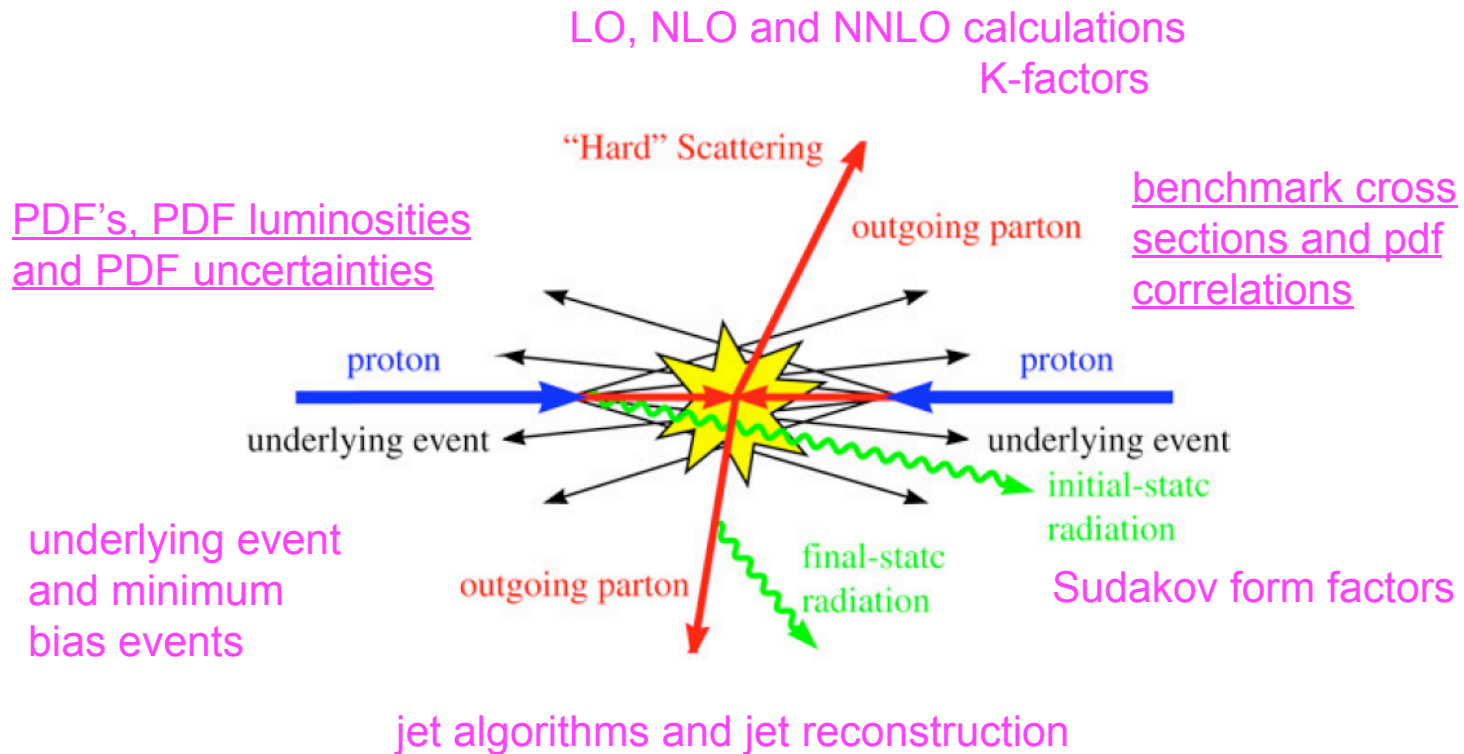 LO, NLO and NNLO calculations
K-factors
“Hard” Scattering
PDF’s, PDF luminosities
and PDF uncertainties
outgoing parton
benchmark cross
sections and pdf
correlations
proton
proton
underlying event
underlying event
initial-statc
radiation
underlying event
and minimum
bias events
outgoing parton
final-statc
radiation
Sudakov form factors
jet algorithms and jet reconstruction